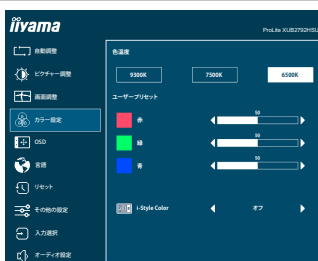 iiyama
ProLite XUB2792HSU
自動調整
ピクチャー調整
画面調整
カラー設定
OSD
言語
リセット
その他の設定
入力選択
オーディオ設定
色温度
9300K 7500K 6500K
ユーザープリセット
赤 50
緑 50
青 50
i-Style Color オフ